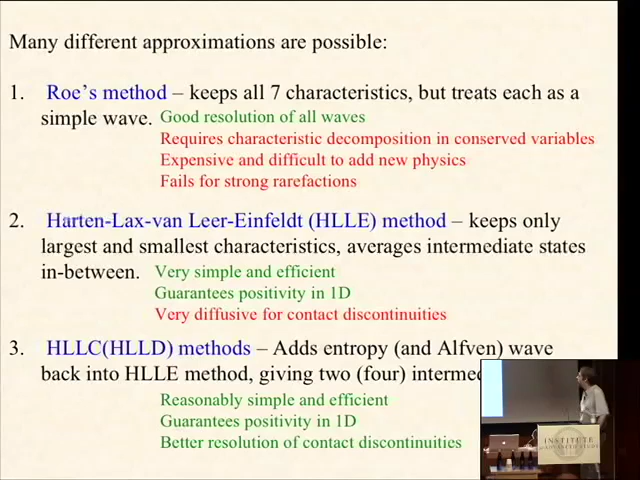 Many different approximations are possible:
1. Roe's method – keeps all 7 characteristics, but treats each as a
simple wave. Good resolution of all waves
Requires characteristic decomposition in conserved variables
Expensive and difficult to add new physics
Fails for strong rarefactions
2. Harten-Lax-van Leer-Einfeldt (HLLE) method – keeps only
largest and smallest characteristics, averages intermediate states
in-between. Very simple and efficient
Guarantees positivity in 1D
Very diffusive for contact discontinuities
3. HLLC(HLLD) methods – Adds entropy (and Alfven) wave
back into HLLE method, giving two (four)
Reasonably simple and efficient
Guarantees positivity in 1D
Better resolution of contact discontinuities
INSTITUTE